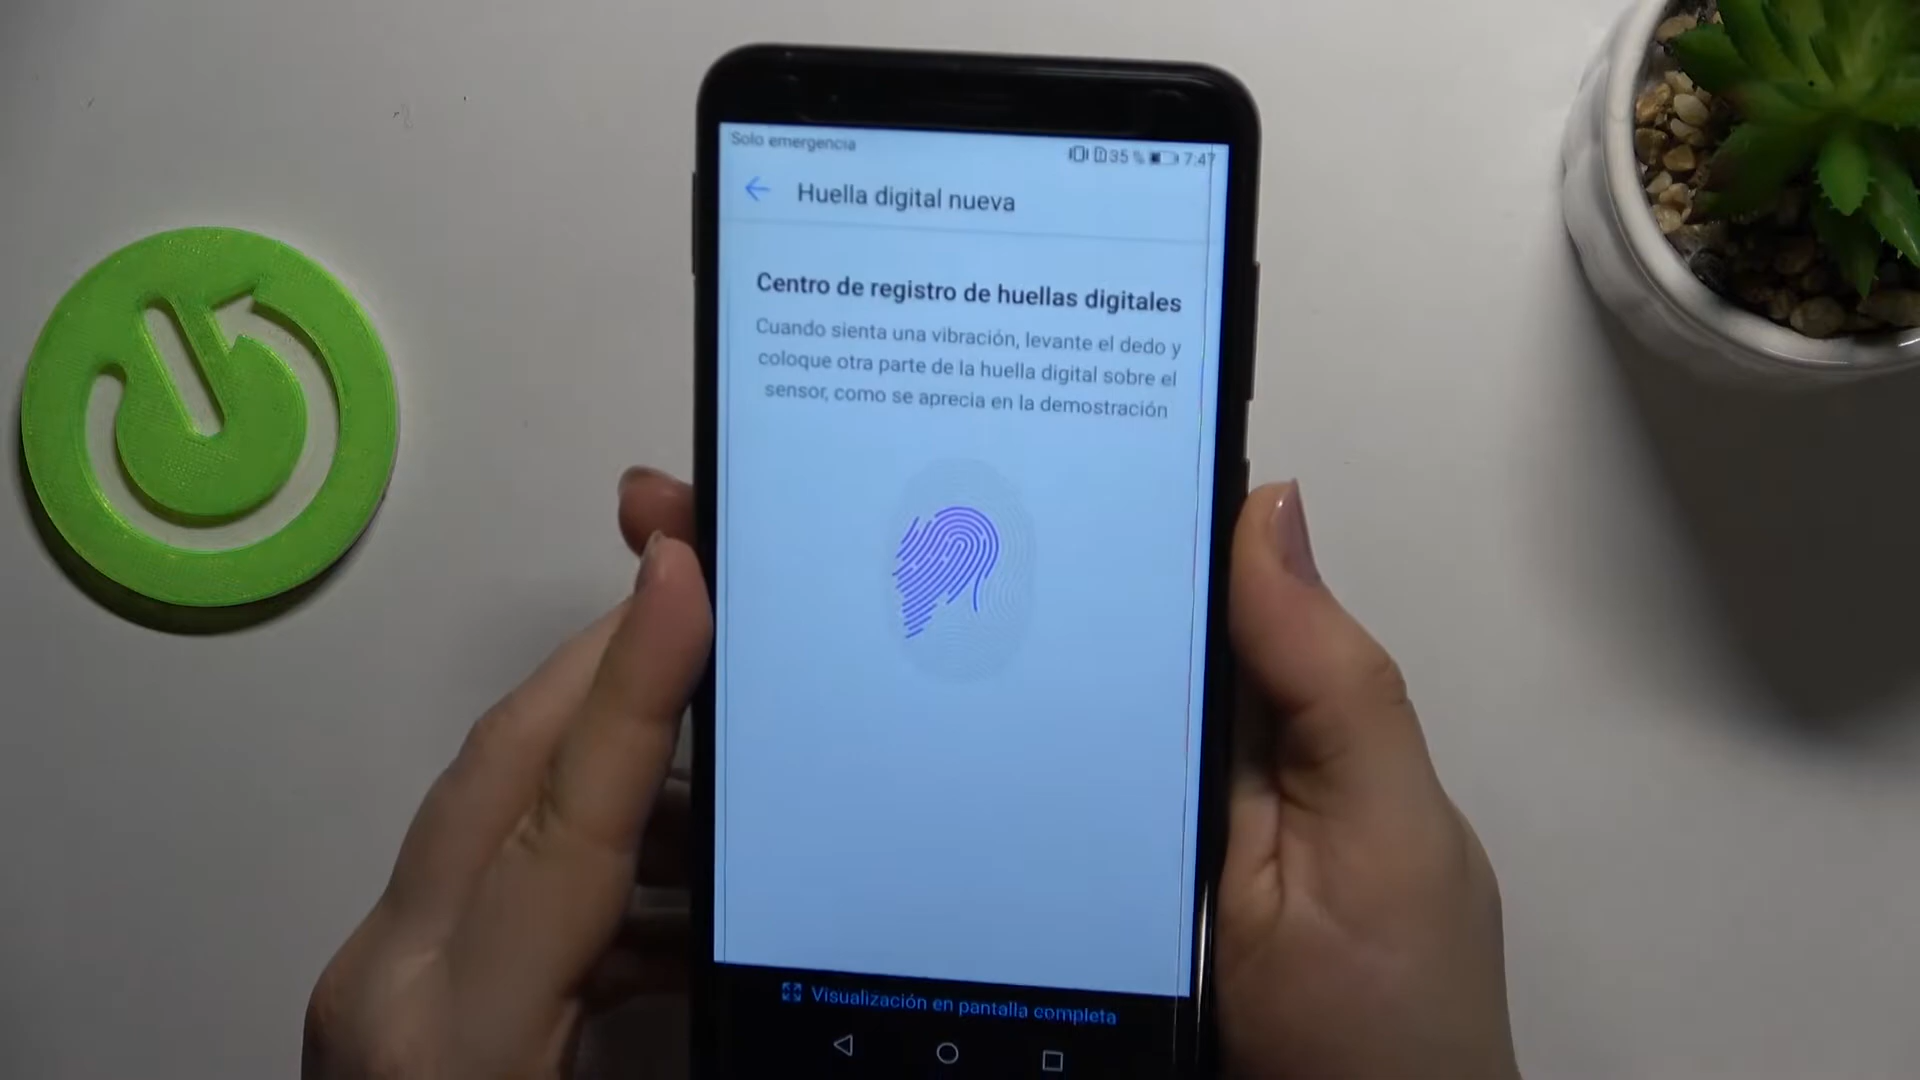 Solo emergencia
35 % 7:47
Huella digital nueva
Centro de registro de huellas digitales
Cuando sienta una vibración, levante el dedo y
coloque otra parte de la huella digital sobre el
sensor, como se aprecia en la demostración
Visualización en pantalla completa